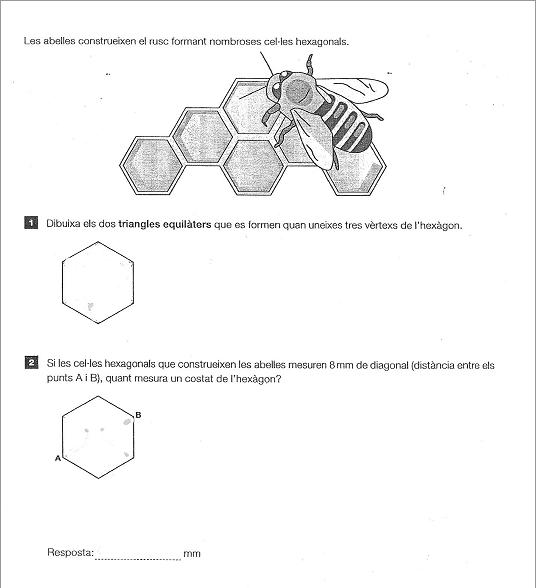 Les abelles construeixen el rusc formant nombroses cel·les hexagonals.
1 Dibuixa els dos triangles equilàters que es formen quan uneixes tres vèrtexs de l'hexàgon.
2 Si les cel·les hexagonals que construeixen les abelles mesuren 8 mm de diagonal (distància entre els
punts A i B), quant mesura un costat de l'hexàgon?
B
A
Resposta: mm